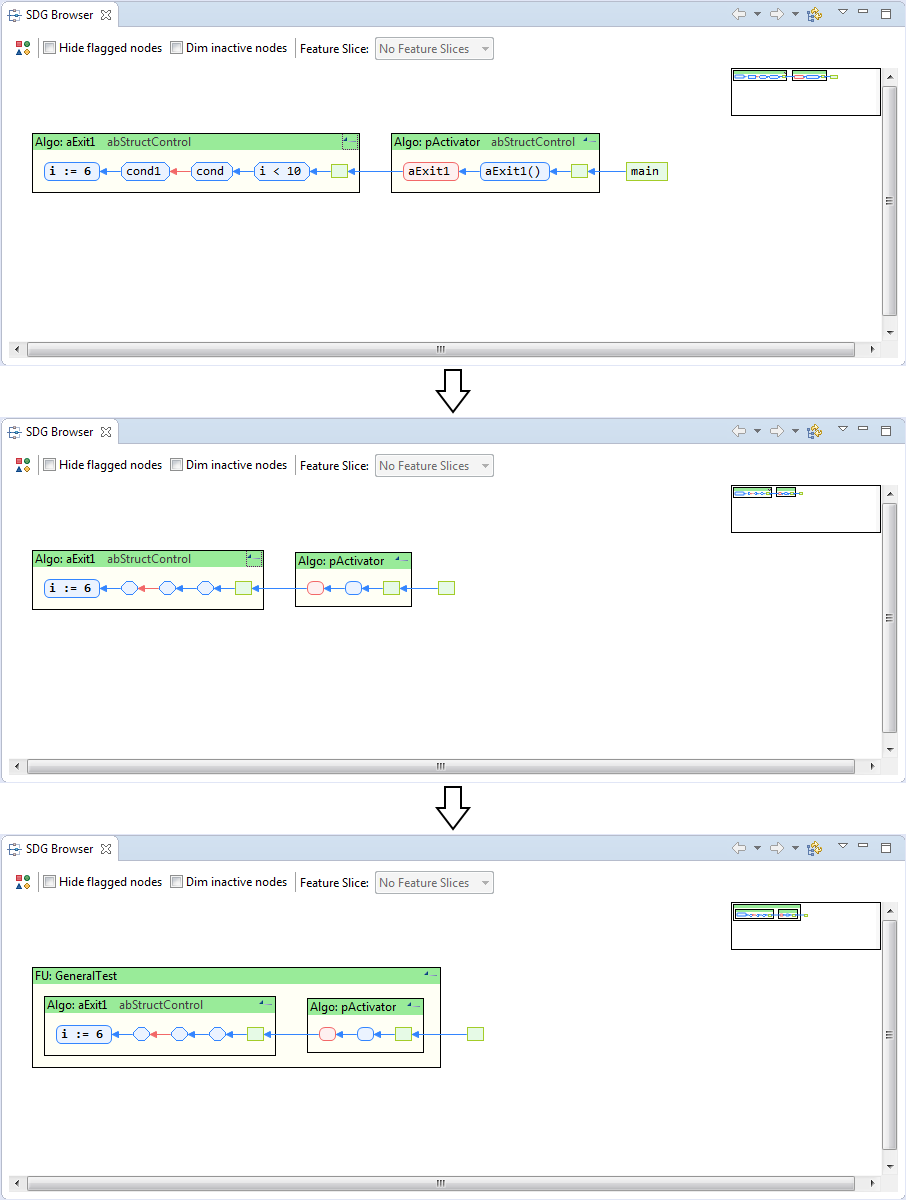 SDG Browser
Hide flagged nodes Dim inactive nodes Feature Slice: No Feature Slices
Algo: aExit1 abStructControl Algo: pActivator abStructControl
i := 6 cond1 cond i < 10 aExit1 aExit1() main
SDG Browser
Hide flagged nodes Dim inactive nodes Feature Slice: No Feature Slices
Algo: aExit1 abStructControl Algo: pActivator
i := 6
SDG Browser
Hide flagged nodes Dim inactive nodes Feature Slice: No Feature Slices
FU: GeneralTest
Algo: aExit1 abStructControl Algo: pActivator
i := 6